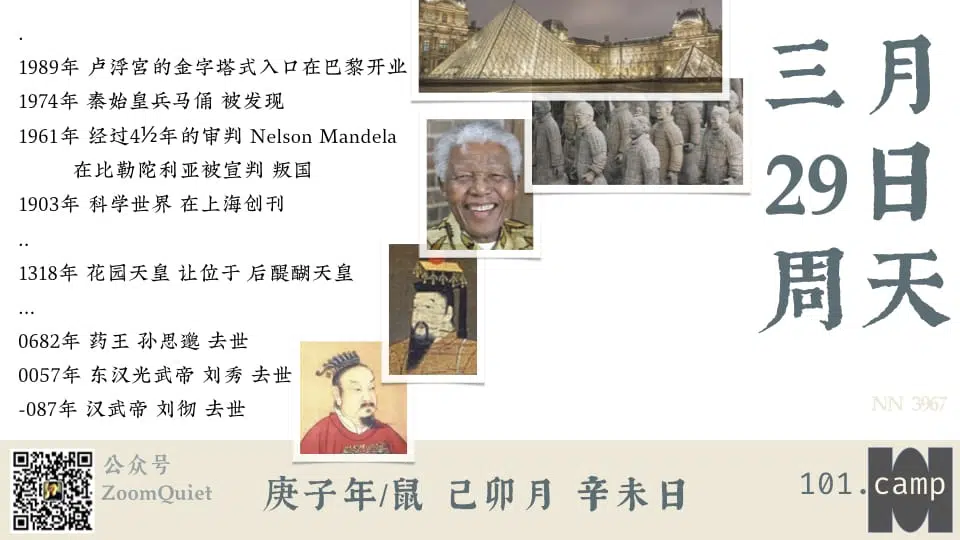 .
1989年 卢浮宫的金字塔式入口在巴黎开业
1974年 秦始皇兵马俑 被发现
1961年 经过4½年的审判 Nelson Mandela
在比勒陀利亚被宣判 叛国
1903年 科学世界 在上海创刊
..
1318年 花园天皇 让位于 后醍醐天皇
...
0682年 药王 孙思邈 去世
0057年 东汉光武帝 刘秀 去世
-087年 汉武帝 刘彻 去世
三月
29日
周天
NN 3967
公众号
ZoomQuiet
庚子年/鼠 己卯月 辛未日
101.camp